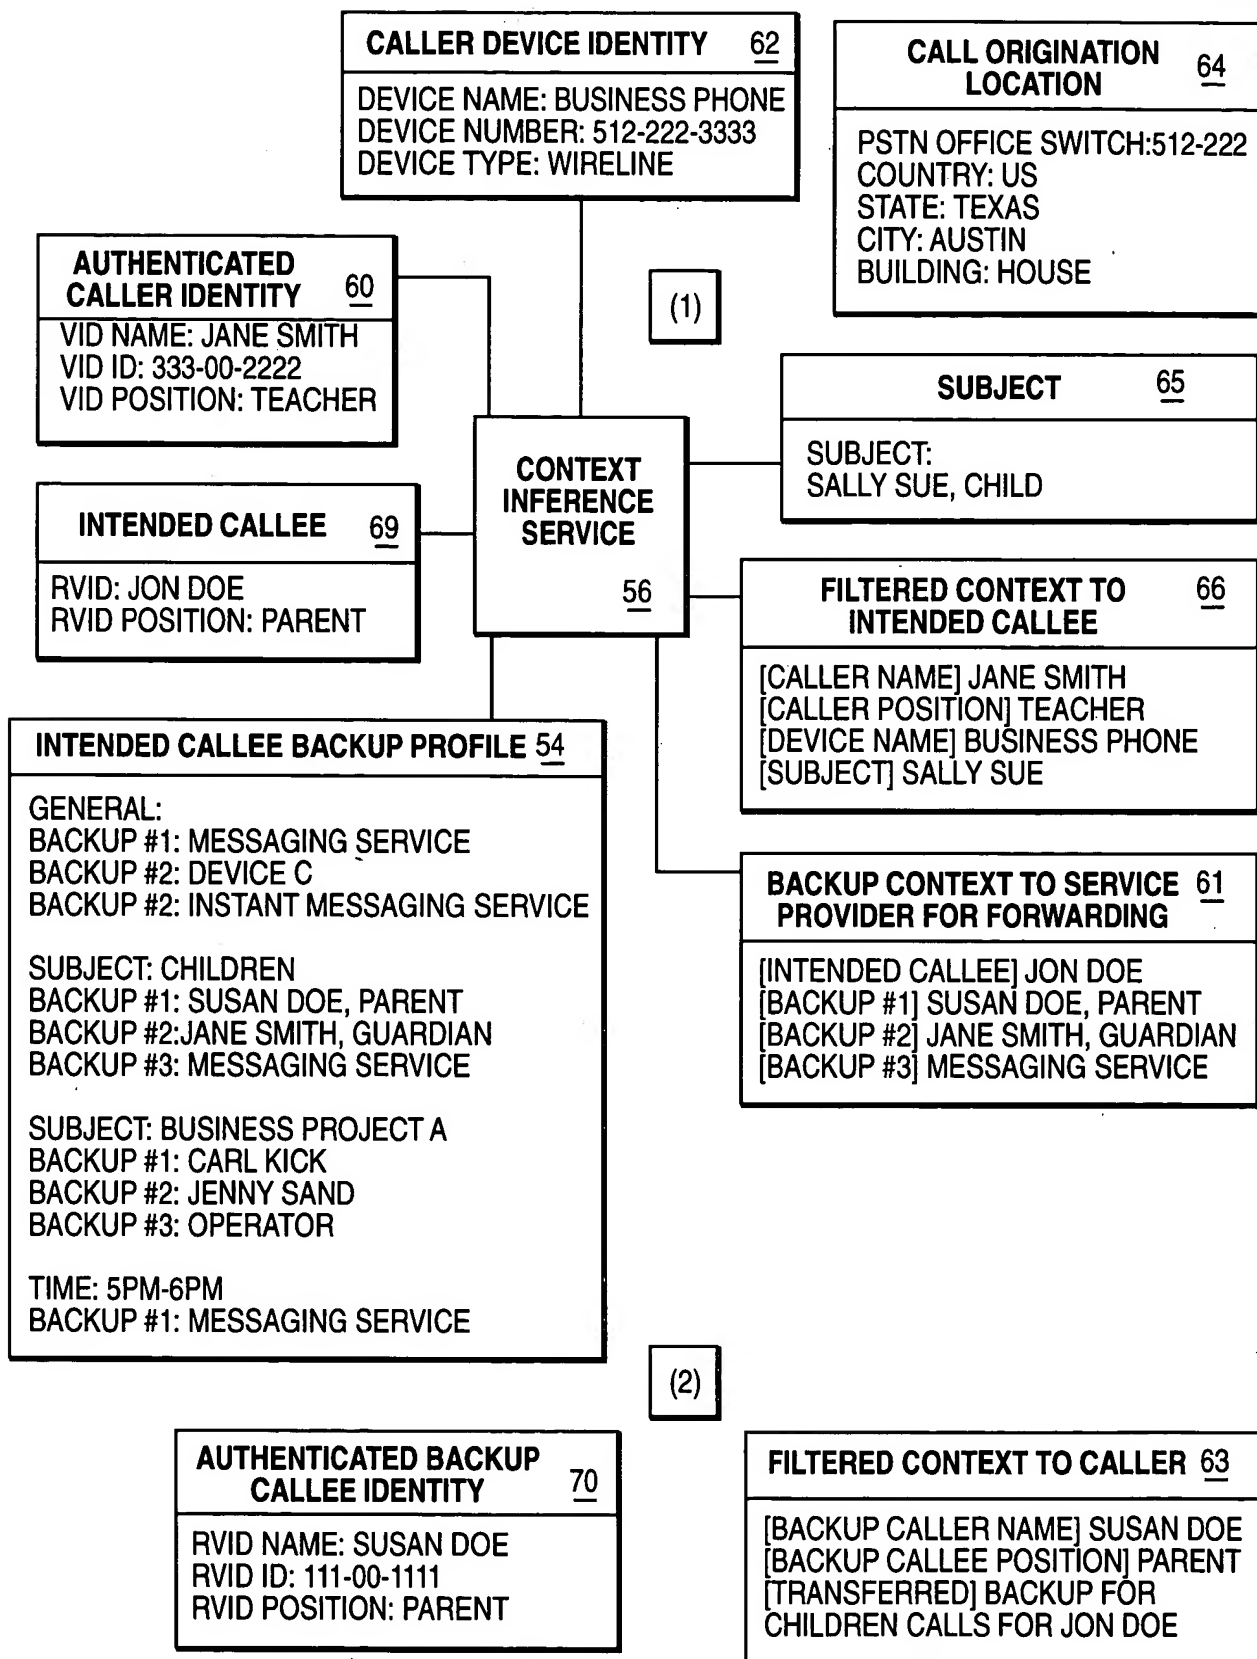 CALLER DEVICE IDENTITY 62
DEVICE NAME: BUSINESS PHONE
DEVICE NUMBER: 512-222-3333
DEVICE TYPE: WIRELINE
CALL ORIGINATION
LOCATION 64
PSTN OFFICE SWITCH:512-222
COUNTRY: US
STATE: TEXAS
CITY: AUSTIN
BUILDING: HOUSE
AUTHENTICATED
CALLER IDENTITY 60
VID NAME: JANE SMITH
VID ID: 333-00-2222
VID POSITION: TEACHER
(1)
SUBJECT 65
SUBJECT:
SALLY SUE, CHILD
CONTEXT
INFERENCE
SERVICE
56
INTENDED CALLEE 69
RVID: JON DOE
RVID POSITION: PARENT
FILTERED CONTEXT TO 66
INTENDED CALLEE
[CALLER NAME] JANE SMITH
[CALLER POSITION] TEACHER
[DEVICE NAME] BUSINESS PHONE
[SUBJECT] SALLY SUE
INTENDED CALLEE BACKUP PROFILE 54
GENERAL:
BACKUP #1: MESSAGING SERVICE
BACKUP #2: DEVICE C
BACKUP #2: INSTANT MESSAGING SERVICE
SUBJECT: CHILDREN
BACKUP #1: SUSAN DOE, PARENT
BACKUP #2:JANE SMITH, GUARDIAN
BACKUP #3: MESSAGING SERVICE
SUBJECT: BUSINESS PROJECT A
BACKUP #1: CARL KICK
BACKUP #2: JENNY SAND
BACKUP #3: OPERATOR
TIME: 5PM-6PM
BACKUP #1: MESSAGING SERVICE
BACKUP CONTEXT TO SERVICE 61
PROVIDER FOR FORWARDING
[INTENDED CALLEE] JON DOE
[BACKUP #1] SUSAN DOE, PARENT
[BACKUP #2] JANE SMITH, GUARDIAN
[BACKUP #3] MESSAGING SERVICE
(2)
AUTHENTICATED BACKUP
CALLEE IDENTITY 70
RVID NAME: SUSAN DOE
RVID ID: 111-00-1111
RVID POSITION: PARENT
FILTERED CONTEXT TO CALLER 63
[BACKUP CALLER NAME] SUSAN DOE
[BACKUP CALLEE POSITION] PARENT
[TRANSFERRED] BACKUP FOR
CHILDREN CALLS FOR JON DOE